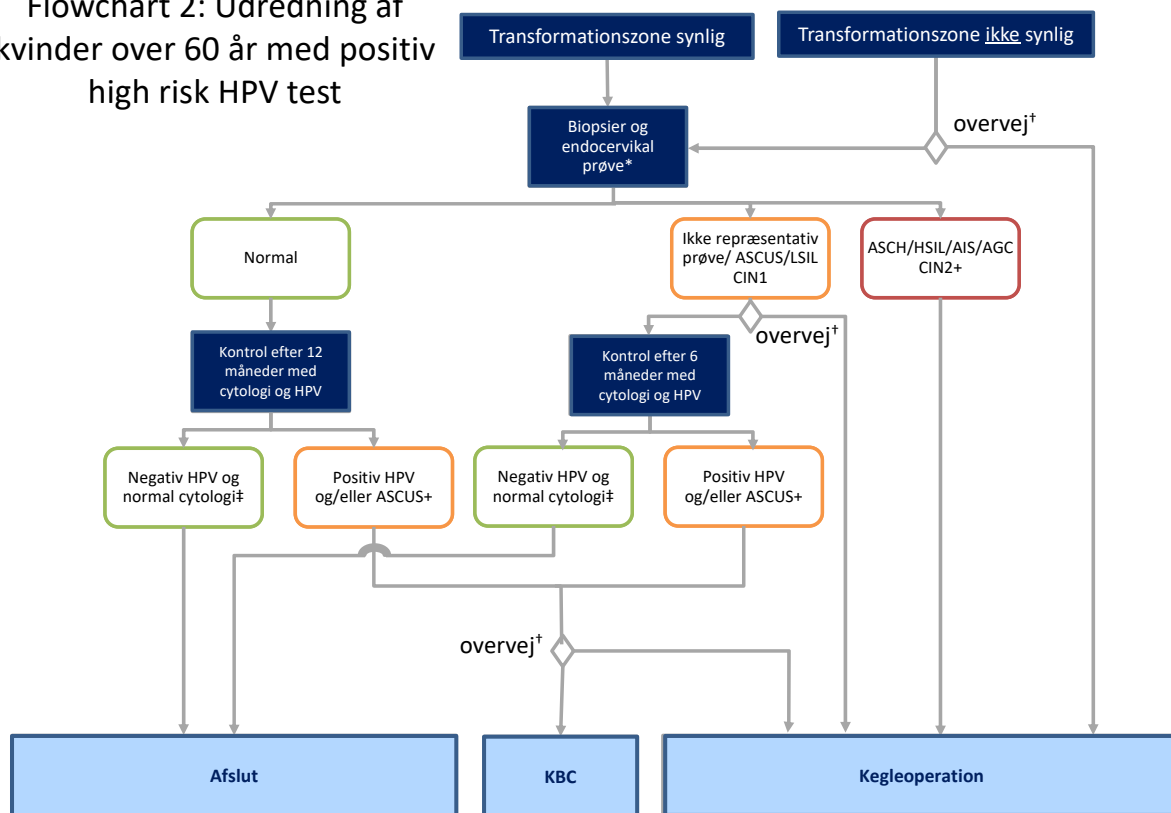 Flowchart 2: Udredning af
kvinder over 60 år med positiv
high risk HPV test
Transformationszone synlig
Transformationszone ikke synlig
overvej†
Biopsier og
endocervikal
prøve*
Normal
Ikke repræsentativ
prøve/ ASCUS/LSIL
CIN1
ASCH/HSIL/AIS/AGC
CIN2+
overvej†
Kontrol efter 12
måneder med
cytologi og HPV
Kontrol efter 6
måneder med
cytologi og HPV
Negativ HPV og
normal cytologi‡
Positiv HPV
og/eller ASCUS+
Negativ HPV og
normal cytologi‡
Positiv HPV
og/eller ASCUS+
overvej†
Afslut
KBC
Kegleoperation